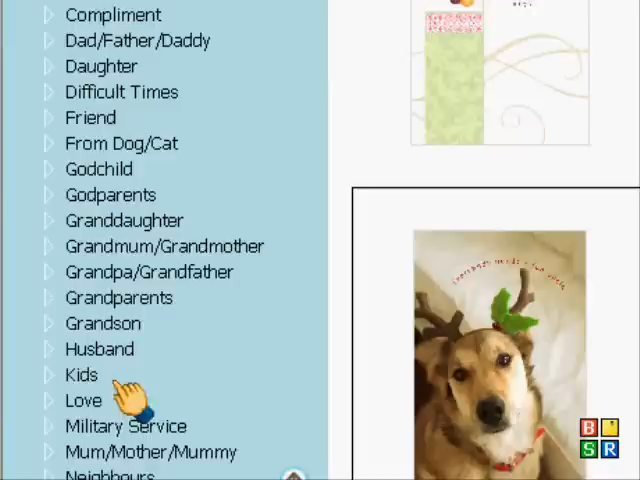 Compliment
Dad/Father/Daddy
Daughter
Difficult Times
Friend
From Dog/Cat
Godchild
Godparents
Granddaughter
Grandmum/Grandmother
Grandpa/Grandfather
Grandparents
Grandson
Husband
Kids
Love
Military Service
Mum/Mother/Mummy
Neighbours
B
S R